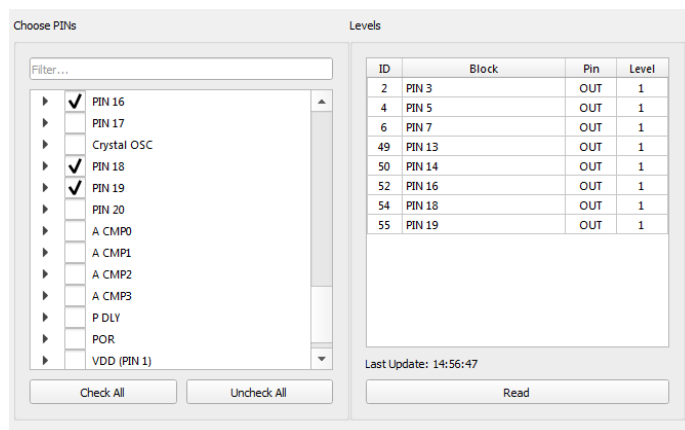 Choose PINs
Filter...
PIN 16
PIN 17
Crystal OSC
PIN 18
PIN 19
PIN 20
A CMP0
A CMP1
A CMP2
A CMP3
P DLY
POR
VDD (PIN 1)
Check All Uncheck All
Levels
ID Block Pin Level
2 PIN 3 OUT 1
4 PIN 5 OUT 1
6 PIN 7 OUT 1
49 PIN 13 OUT 1
50 PIN 14 OUT 1
52 PIN 16 OUT 1
54 PIN 18 OUT 1
55 PIN 19 OUT 1
Last Update: 14:56:47
Read